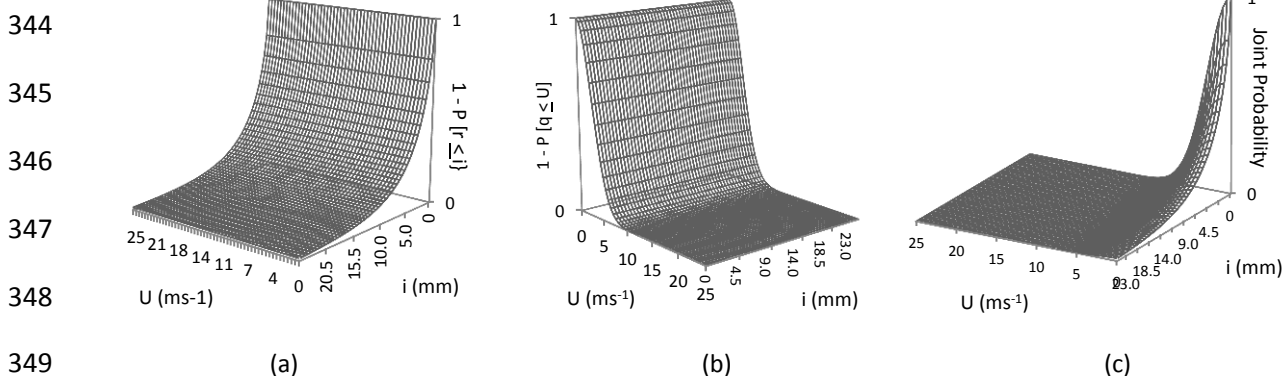 344
345
346
347
348
349
1
1 - P [r ≤ i}
0
25 21 18 14 11 7 4 0
U (ms-1)
20.5 15.5 10.0 5.0 0
i (mm)
(a)
1
1 - P [q ≤ U]
0
0 5 10 15 20 25
U (ms-1)
0 4.5 9.0 14.0 18.5 23.0
i (mm)
(b)
1
Joint Probability
0
25 20 15 10 5 0
U (ms-1)
23.0 18.5 14.0 9.0 4.5 0
i (mm)
(c)